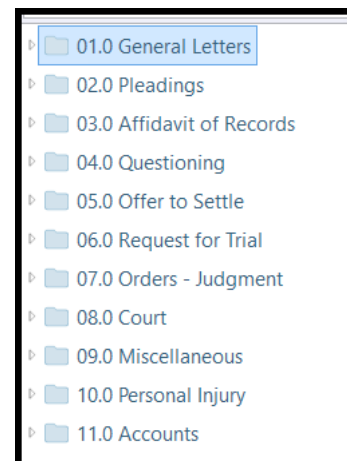 01.0 General Letters
02.0 Pleadings
03.0 Affidavit of Records
04.0 Questioning
05.0 Offer to Settle
06.0 Request for Trial
07.0 Orders - Judgment
08.0 Court
09.0 Miscellaneous
10.0 Personal Injury
11.0 Accounts